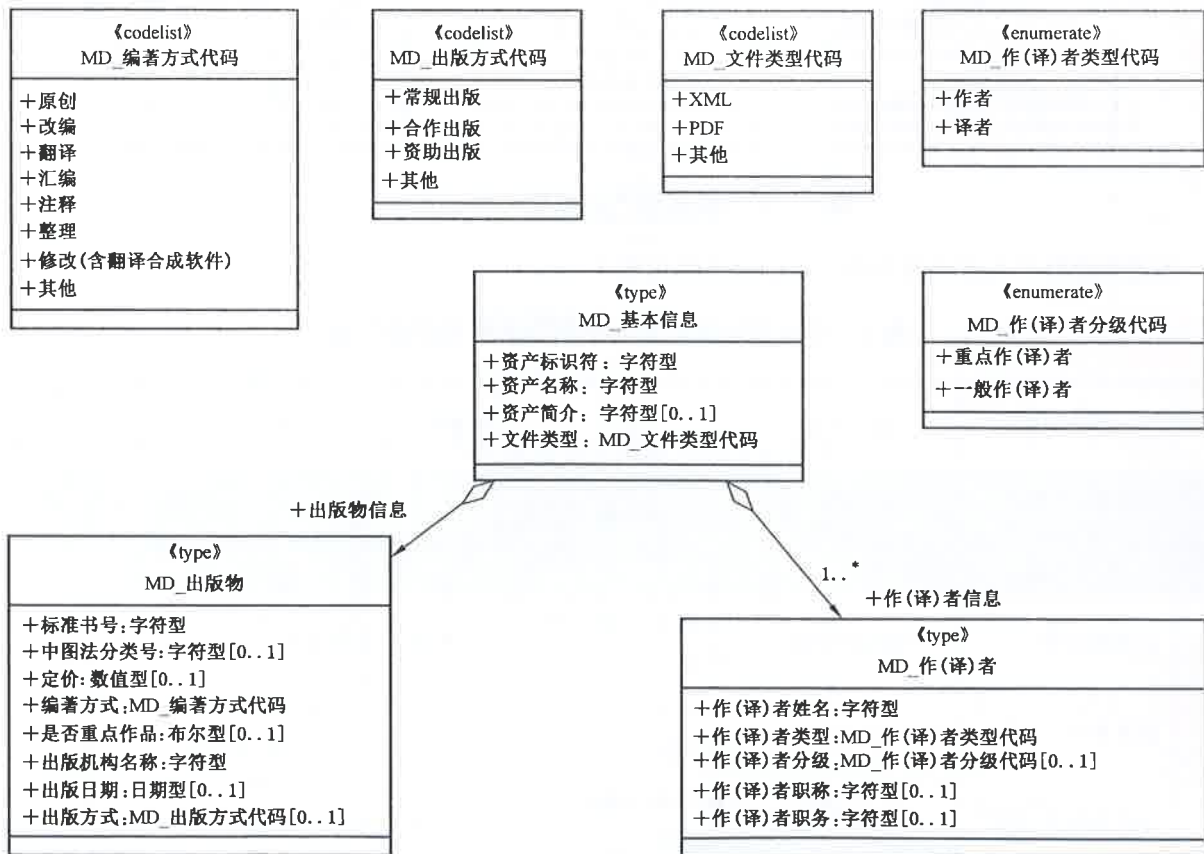 《codelist》
MD_编著方式代码
+原创
+改编
+翻译
+汇编
+注释
+整理
+修改(含翻译合成软件)
+其他
《codelist》
MD_出版方式代码
+常规出版
+合作出版
+资助出版
+其他
《codelist》
MD_文件类型代码
+XML
+PDF
+其他
《enumerate》
MD_作(译)者类型代码
+作者
+译者
《type》
MD_基本信息
+资产标识符: 字符型
+资产名称: 字符型
+资产简介: 字符型[0..1]
+文件类型: MD_文件类型代码
《enumerate》
MD_作(译)者分级代码
+重点作(译)者
+一般作(译)者
+出版物信息
1..*
+作(译)者信息
《type》
MD_出版物
+标准书号:字符型
+中图法分类号:字符型[0..1]
+定价:数值型[0..1]
+编著方式:MD_编著方式代码
+是否重点作品:布尔型[0..1]
+出版机构名称:字符型
+出版日期:日期型[0..1]
+出版方式:MD_出版方式代码[0..1]
《type》
MD_作(译)者
+作(译)者姓名:字符型
+作(译)者类型:MD_作(译)者类型代码
+作(译)者分级:MD_作(译)者分级代码[0..1]
+作(译)者职称:字符型[0..1]
+作(译)者职务:字符型[0..1]